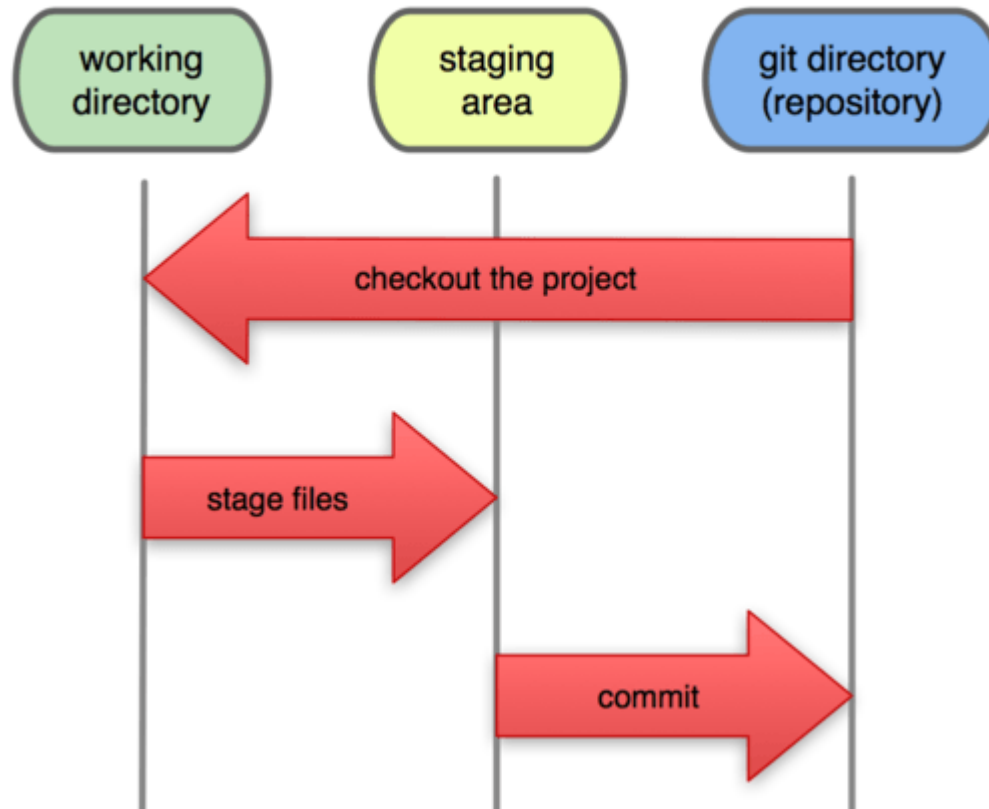 working
directory
staging
area
git directory
(repository)
checkout the project
stage files
commit